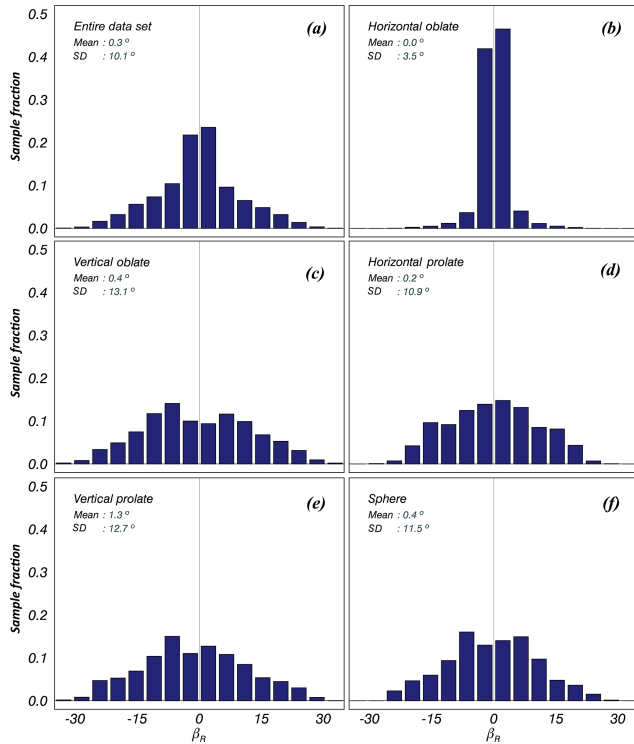 0.5
Entire data set
(a)
Mean : 0.3 º
SD : 10.1 º
0.4
0.3
0.2
0.1
0.0
Sample fraction
Horizontal oblate
(b)
Mean : 0.0 º
SD : 3.5 º
0.5
Vertical oblate
(c)
Mean : 0.4 º
SD : 13.1 º
0.4
0.3
0.2
0.1
0.0
Sample fraction
Horizontal prolate
(d)
Mean : 0.2 º
SD : 10.9 º
0.5
Vertical prolate
(e)
Mean : 1.3 º
SD : 12.7 º
0.4
0.3
0.2
0.1
0.0
Sample fraction
-30 -15 0 15 30
βR
Sphere
(f)
Mean : 0.4 º
SD : 11.5 º
-30 -15 0 15 30
βR